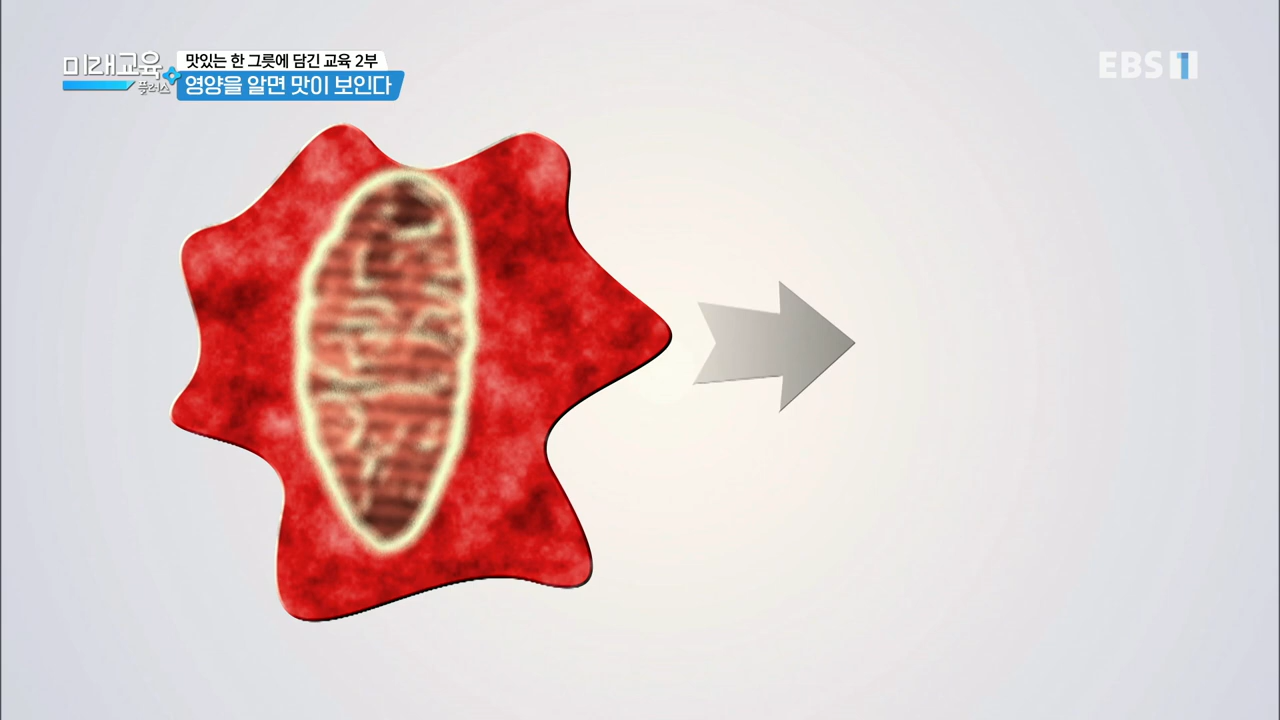 미래교육
플러스
맛있는 한 그릇에 담긴 교육 2부
영양을 알면 맛이 보인다
EBS 1